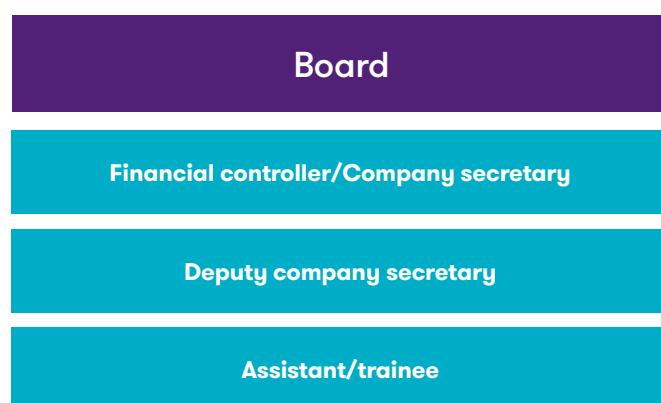 Board
Financial controller/Company secretary
Deputy company secretary
Assistant/trainee